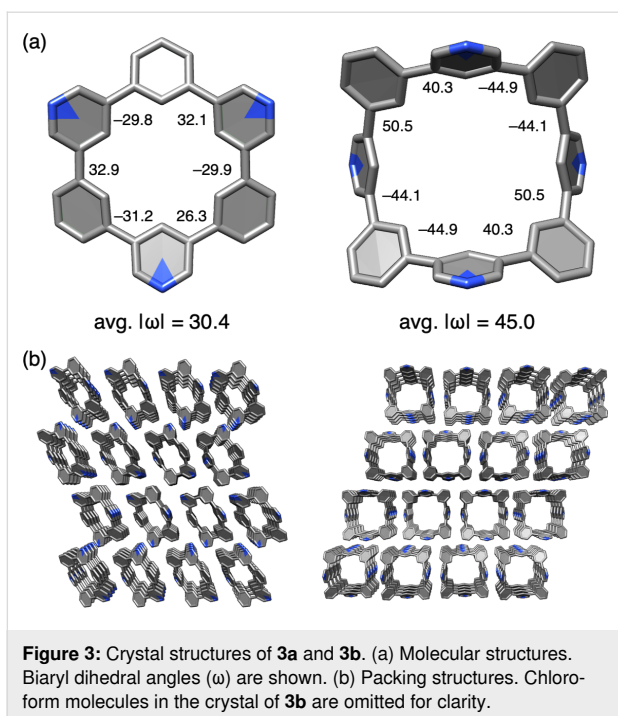 (a)
−29.8 32.1
32.9 −29.9
−31.2 26.3
avg. |ω| = 30.4
40.3 −44.9
50.5 −44.1
−44.1 50.5
−44.9 40.3
avg. |ω| = 45.0
(b)
Figure 3: Crystal structures of 3a and 3b. (a) Molecular structures.
Biaryl dihedral angles (ω) are shown. (b) Packing structures. Chloro-
form molecules in the crystal of 3b are omitted for clarity.